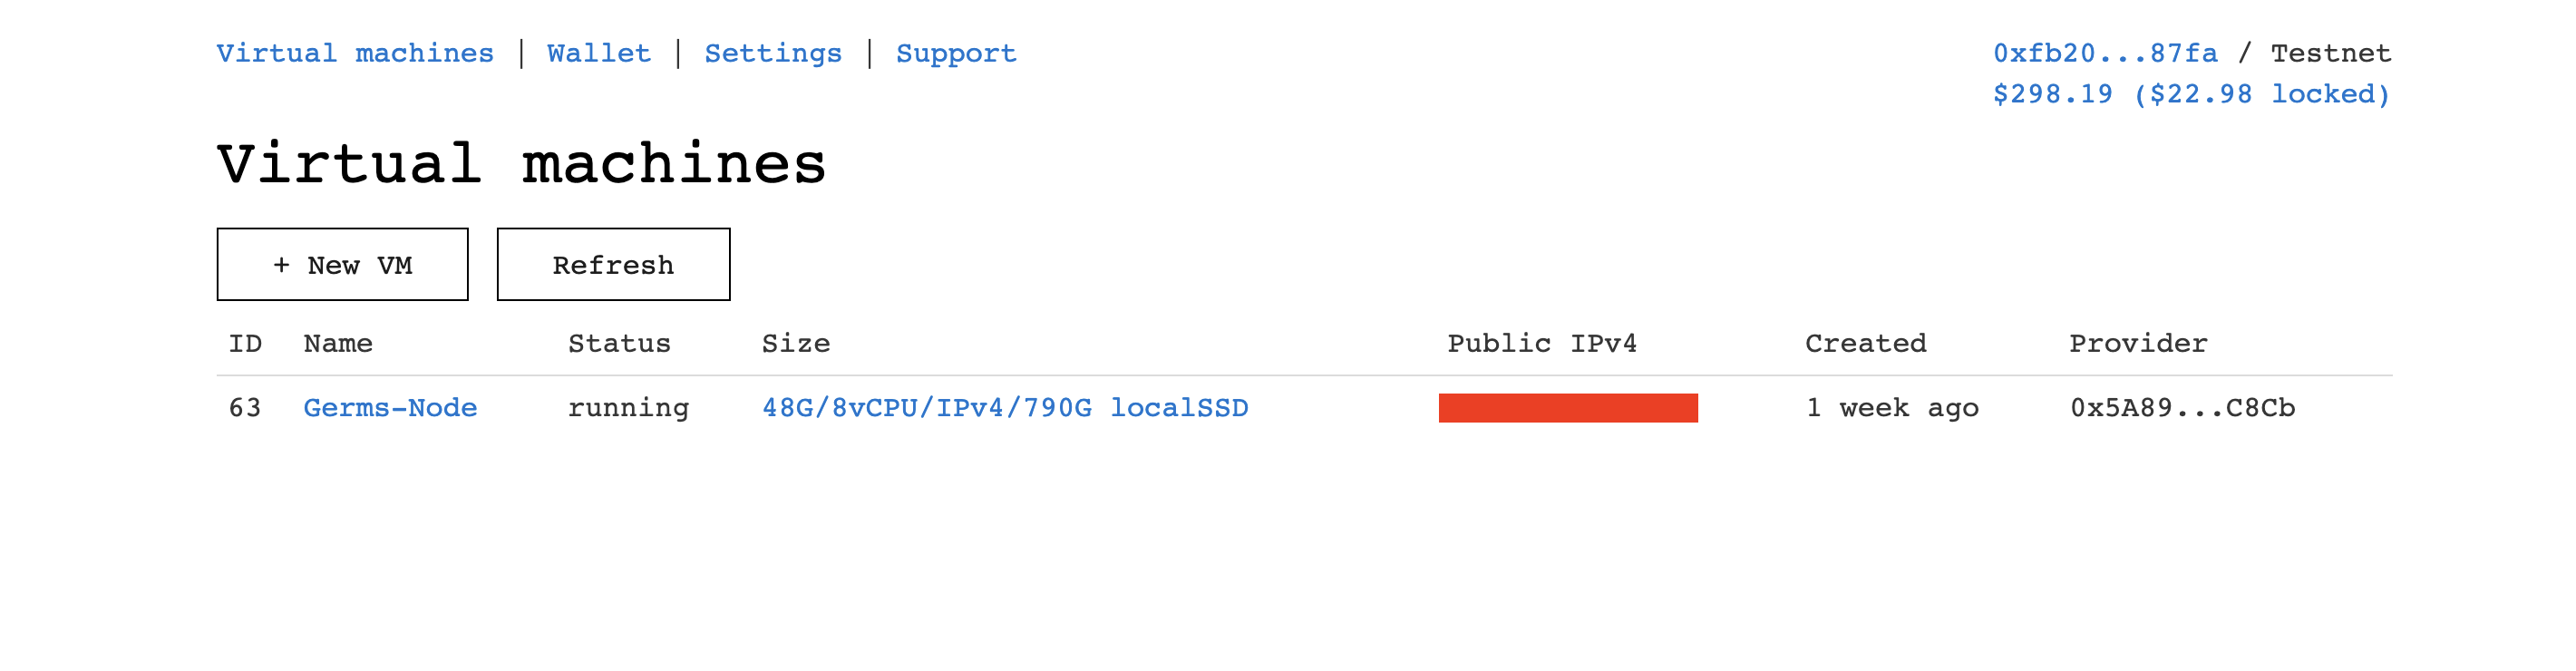 Virtual machines | Wallet | Settings | Support
0xfb20...87fa / Testnet
$298.19 ($22.98 locked)
Virtual machines
+ New VM Refresh
ID Name Status Size Public IPv4 Created Provider
63 Germs-Node running 48G/8vCPU/IPv4/790G localSSD 1 week ago 0x5A89...C8Cb